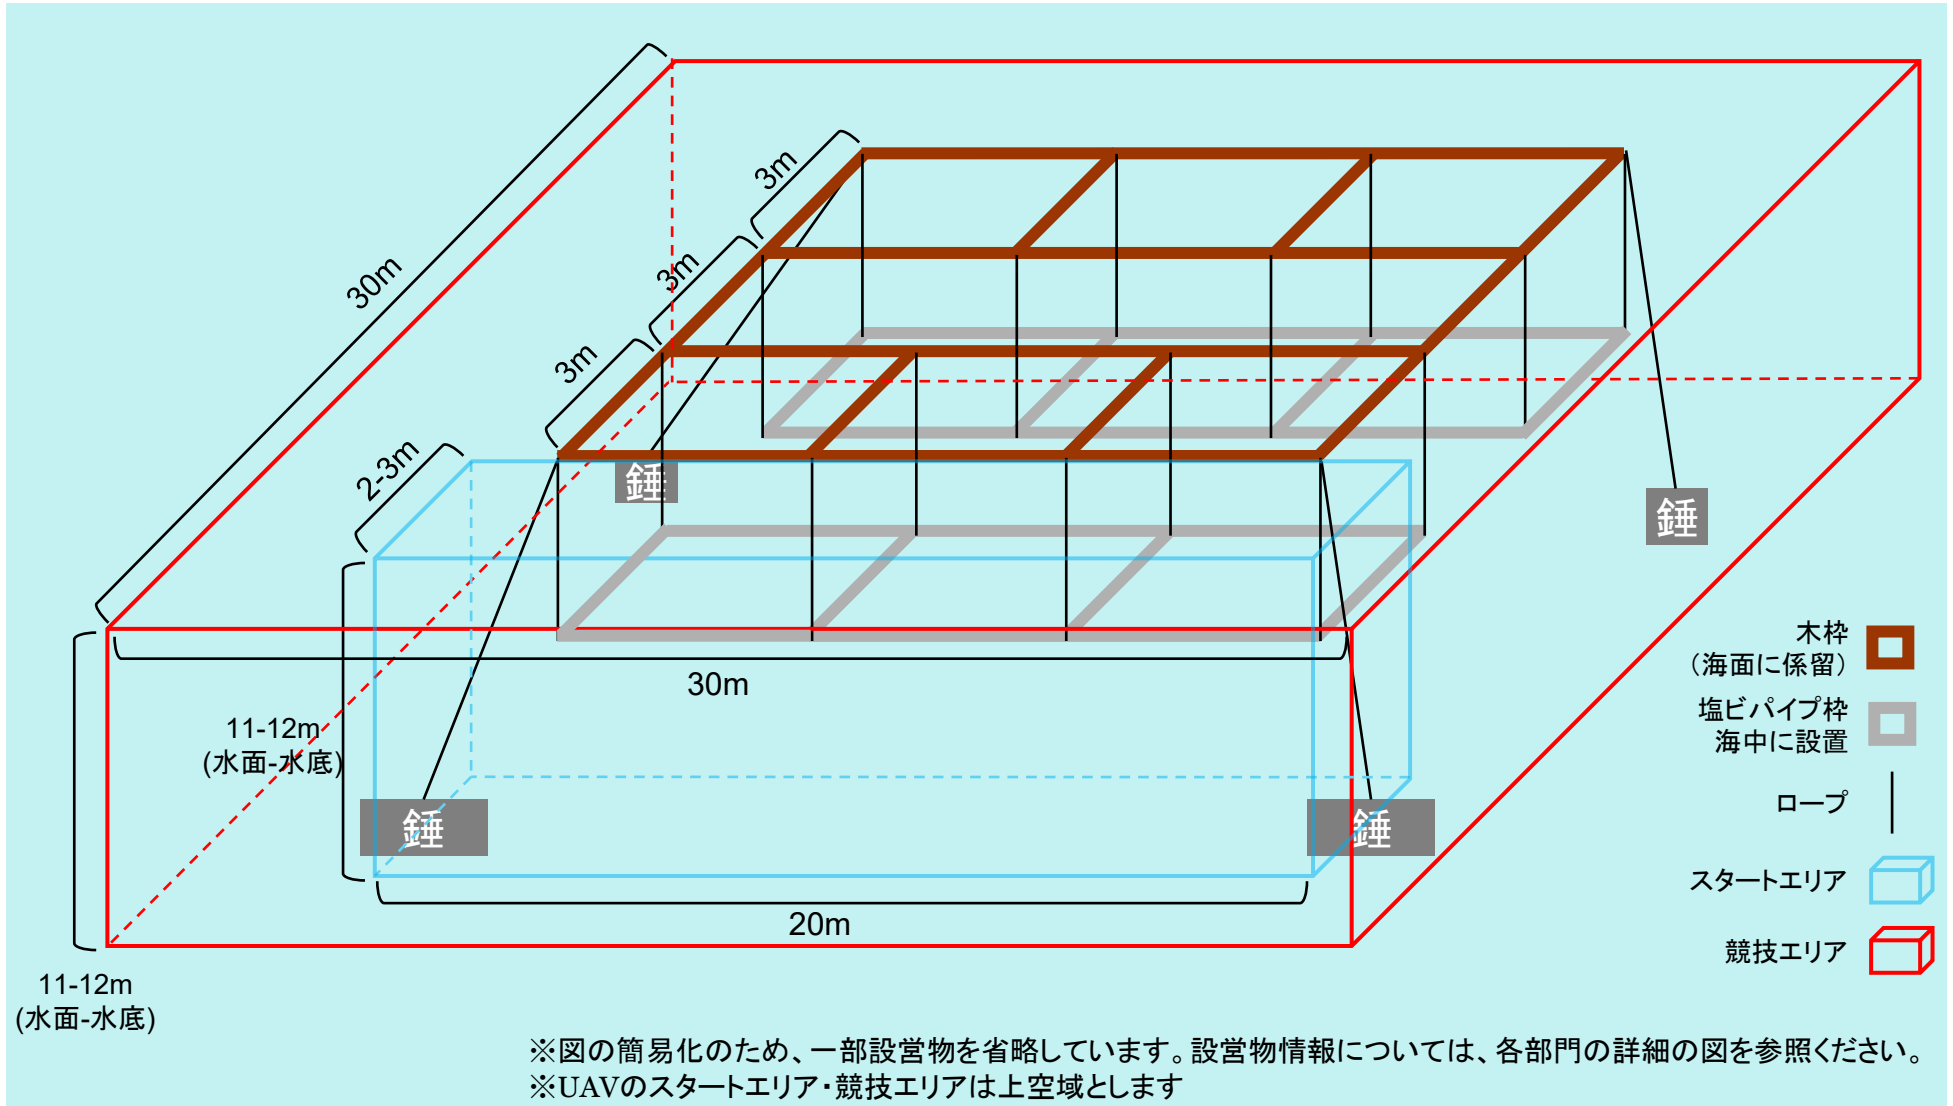 3m
3m
30m
3m
2-3m
錘
錘
30m
11-12m
(水面-水底)
錘
錘
20m
11-12m
(水面-水底)
木枠
（海面に係留）
塩ビパイプ枠
海中に設置
ロープ
スタートエリア
競技エリア
※図の簡易化のため、一部設営物を省略しています。設営物情報については、各部門の詳細の図を参照ください。
※UAVのスタートエリア・競技エリアは上空域とします